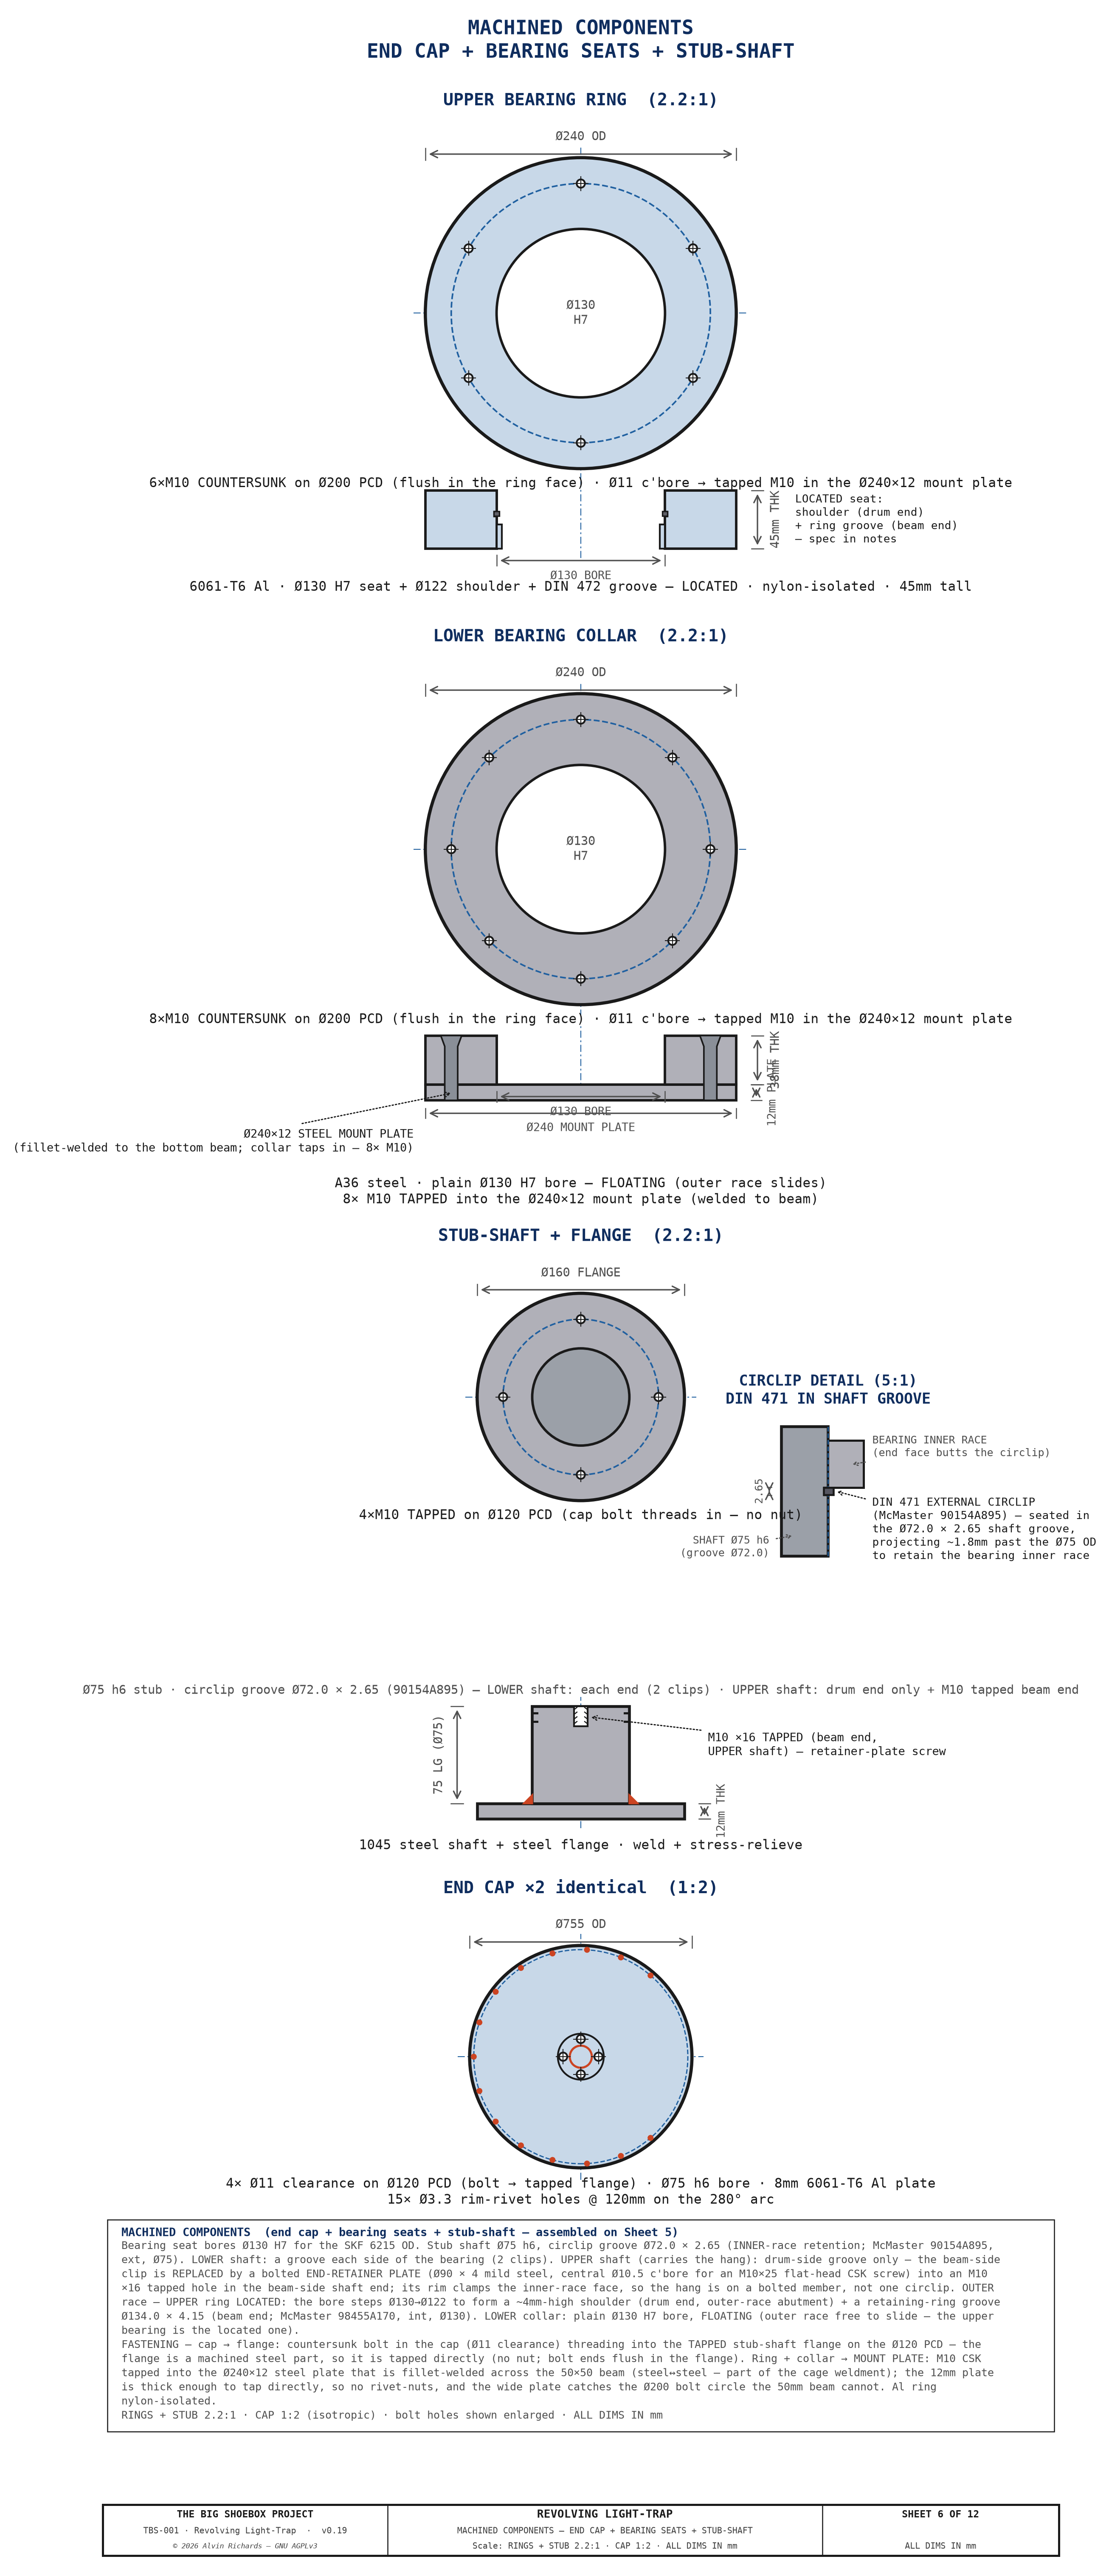 MACHINED COMPONENTS
END CAP + BEARING SEATS + STUB-SHAFT
UPPER BEARING RING (2.2:1)
Ø240 OD
Ø130
H7
6×M10 COUNTERSUNK on Ø200 PCD (flush in the ring face) · Ø11 c'bore → tapped M10 in the Ø240×12 mount plate
45mm THK
LOCATED seat:
shoulder (drum end)
+ ring groove (beam end)
— spec in notes
Ø130 BORE
6061-T6 Al · Ø130 H7 seat + Ø122 shoulder + DIN 472 groove — LOCATED · nylon-isolated · 45mm tall
LOWER BEARING COLLAR (2.2:1)
Ø240 OD
Ø130
H7
8×M10 COUNTERSUNK on Ø200 PCD (flush in the ring face) · Ø11 c'bore → tapped M10 in the Ø240×12 mount plate
38mm THK
12mm PLATE
Ø130 BORE
Ø240 MOUNT PLATE
Ø240×12 STEEL MOUNT PLATE
(fillet-welded to the bottom beam; collar taps in — 8× M10)
A36 steel · plain Ø130 H7 bore — FLOATING (outer race slides)
8× M10 TAPPED into the Ø240×12 mount plate (welded to beam)
STUB-SHAFT + FLANGE (2.2:1)
Ø160 FLANGE
CIRCLIP DETAIL (5:1)
DIN 471 IN SHAFT GROOVE
BEARING INNER RACE
(end face butts the circlip)
2.65
DIN 471 EXTERNAL CIRCLIP
(McMaster 90154A895) — seated in
the Ø72.0 × 2.65 shaft groove,
projecting ~1.8mm past the Ø75 OD
to retain the bearing inner race
4×M10 TAPPED on Ø120 PCD (cap bolt threads in — no nut)
SHAFT Ø75 h6
(groove Ø72.0)
Ø75 h6 stub · circlip groove Ø72.0 × 2.65 (90154A895) — LOWER shaft: each end (2 clips) · UPPER shaft: drum end only + M10 tapped beam end
75 LG (Ø75)
M10 ×16 TAPPED (beam end,
UPPER shaft) — retainer-plate screw
12mm THK
1045 steel shaft + steel flange · weld + stress-relieve
END CAP ×2 identical (1:2)
Ø755 OD
4× Ø11 clearance on Ø120 PCD (bolt → tapped flange) · Ø75 h6 bore · 8mm 6061-T6 Al plate
15× Ø3.3 rim-rivet holes @ 120mm on the 280° arc
MACHINED COMPONENTS (end cap + bearing seats + stub-shaft — assembled on Sheet 5)
Bearing seat bores Ø130 H7 for the SKF 6215 OD. Stub shaft Ø75 h6, circlip groove Ø72.0 × 2.65 (INNER-race retention; McMaster 90154A895,
ext, Ø75). LOWER shaft: a groove each side of the bearing (2 clips). UPPER shaft (carries the hang): drum-side groove only — the beam-side
clip is REPLACED by a bolted END-RETAINER PLATE (Ø90 × 4 mild steel, central Ø10.5 c'bore for an M10×25 flat-head CSK screw) into an M10
×16 tapped hole in the beam-side shaft end; its rim clamps the inner-race face, so the hang is on a bolted member, not one circlip. OUTER
race — UPPER ring LOCATED: the bore steps Ø130→Ø122 to form a ~4mm-high shoulder (drum end, outer-race abutment) + a retaining-ring groove
Ø134.0 × 4.15 (beam end; McMaster 98455A170, int, Ø130). LOWER collar: plain Ø130 H7 bore, FLOATING (outer race free to slide — the upper
bearing is the located one).
FASTENING — cap → flange: countersunk bolt in the cap (Ø11 clearance) threading into the TAPPED stub-shaft flange on the Ø120 PCD — the
flange is a machined steel part, so it is tapped directly (no nut; bolt ends flush in the flange). Ring + collar → MOUNT PLATE: M10 CSK
tapped into the Ø240×12 steel plate that is fillet-welded across the 50×50 beam (steel↔steel — part of the cage weldment); the 12mm plate
is thick enough to tap directly, so no rivet-nuts, and the wide plate catches the Ø200 bolt circle the 50mm beam cannot. Al ring
nylon-isolated.
RINGS + STUB 2.2:1 · CAP 1:2 (isotropic) · bolt holes shown enlarged · ALL DIMS IN mm
THE BIG SHOEBOX PROJECT
TBS-001 · Revolving Light-Trap · v0.19
© 2026 Alvin Richards — GNU AGPLv3
REVOLVING LIGHT-TRAP
MACHINED COMPONENTS — END CAP + BEARING SEATS + STUB-SHAFT
Scale: RINGS + STUB 2.2:1 · CAP 1:2 · ALL DIMS IN mm
SHEET 6 OF 12
ALL DIMS IN mm